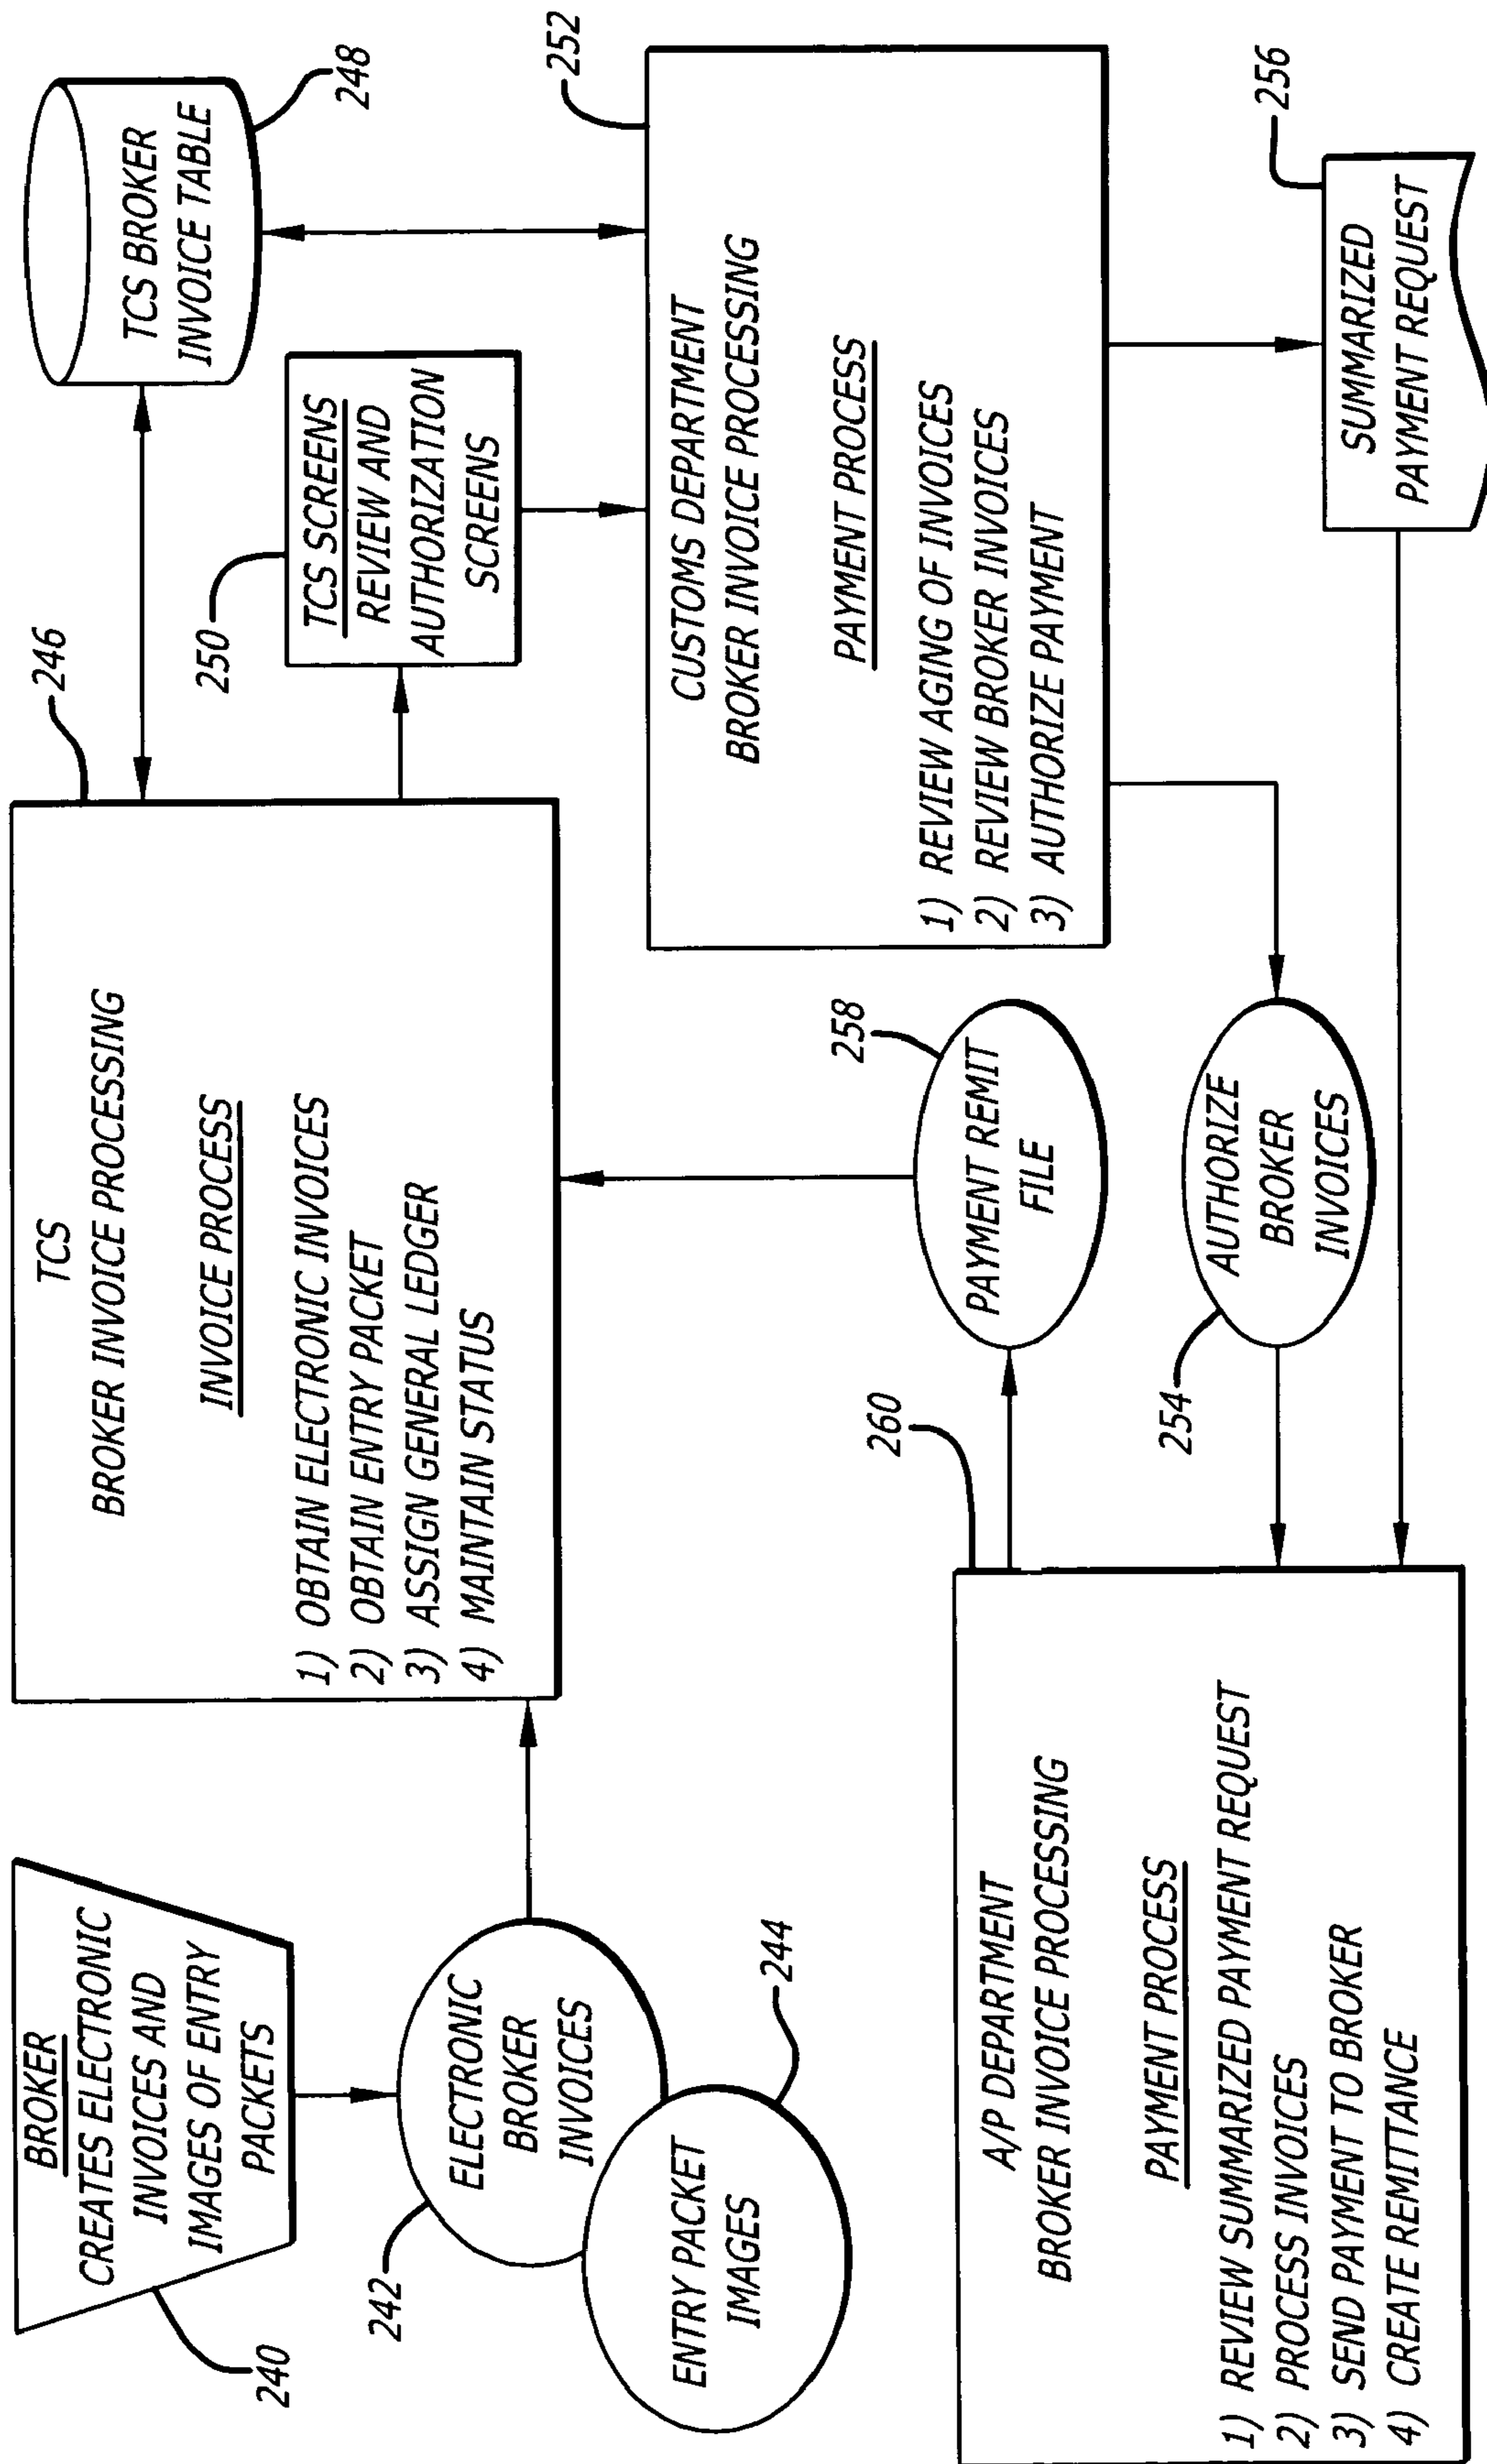 BROKER
CREATES ELECTRONIC
INVOICES AND
IMAGES OF ENTRY
PACKETS
240
242
ELECTRONIC
BROKER
INVOICES
ENTRY PACKET
IMAGES
244
TCS
BROKER INVOICE PROCESSING
INVOICE PROCESS
1) OBTAIN ELECTRONIC INVOICES
2) OBTAIN ENTRY PACKET
3) ASSIGN GENERAL LEDGER
4) MAINTAIN STATUS
246
TCS BROKER
INVOICE TABLE
248
250
TCS SCREENS
REVIEW AND
AUTHORIZATION
SCREENS
252
CUSTOMS DEPARTMENT
BROKER INVOICE PROCESSING
PAYMENT PROCESS
1) REVIEW AGING OF INVOICES
2) REVIEW BROKER INVOICES
3) AUTHORIZE PAYMENT
258
PAYMENT REMIT
FILE
254
AUTHORIZE
BROKER
INVOICES
256
SUMMARIZED
PAYMENT REQUEST
260
A/P DEPARTMENT
BROKER INVOICE PROCESSING
PAYMENT PROCESS
1) REVIEW SUMMARIZED PAYMENT REQUEST
2) PROCESS INVOICES
3) SEND PAYMENT TO BROKER
4) CREATE REMITTANCE